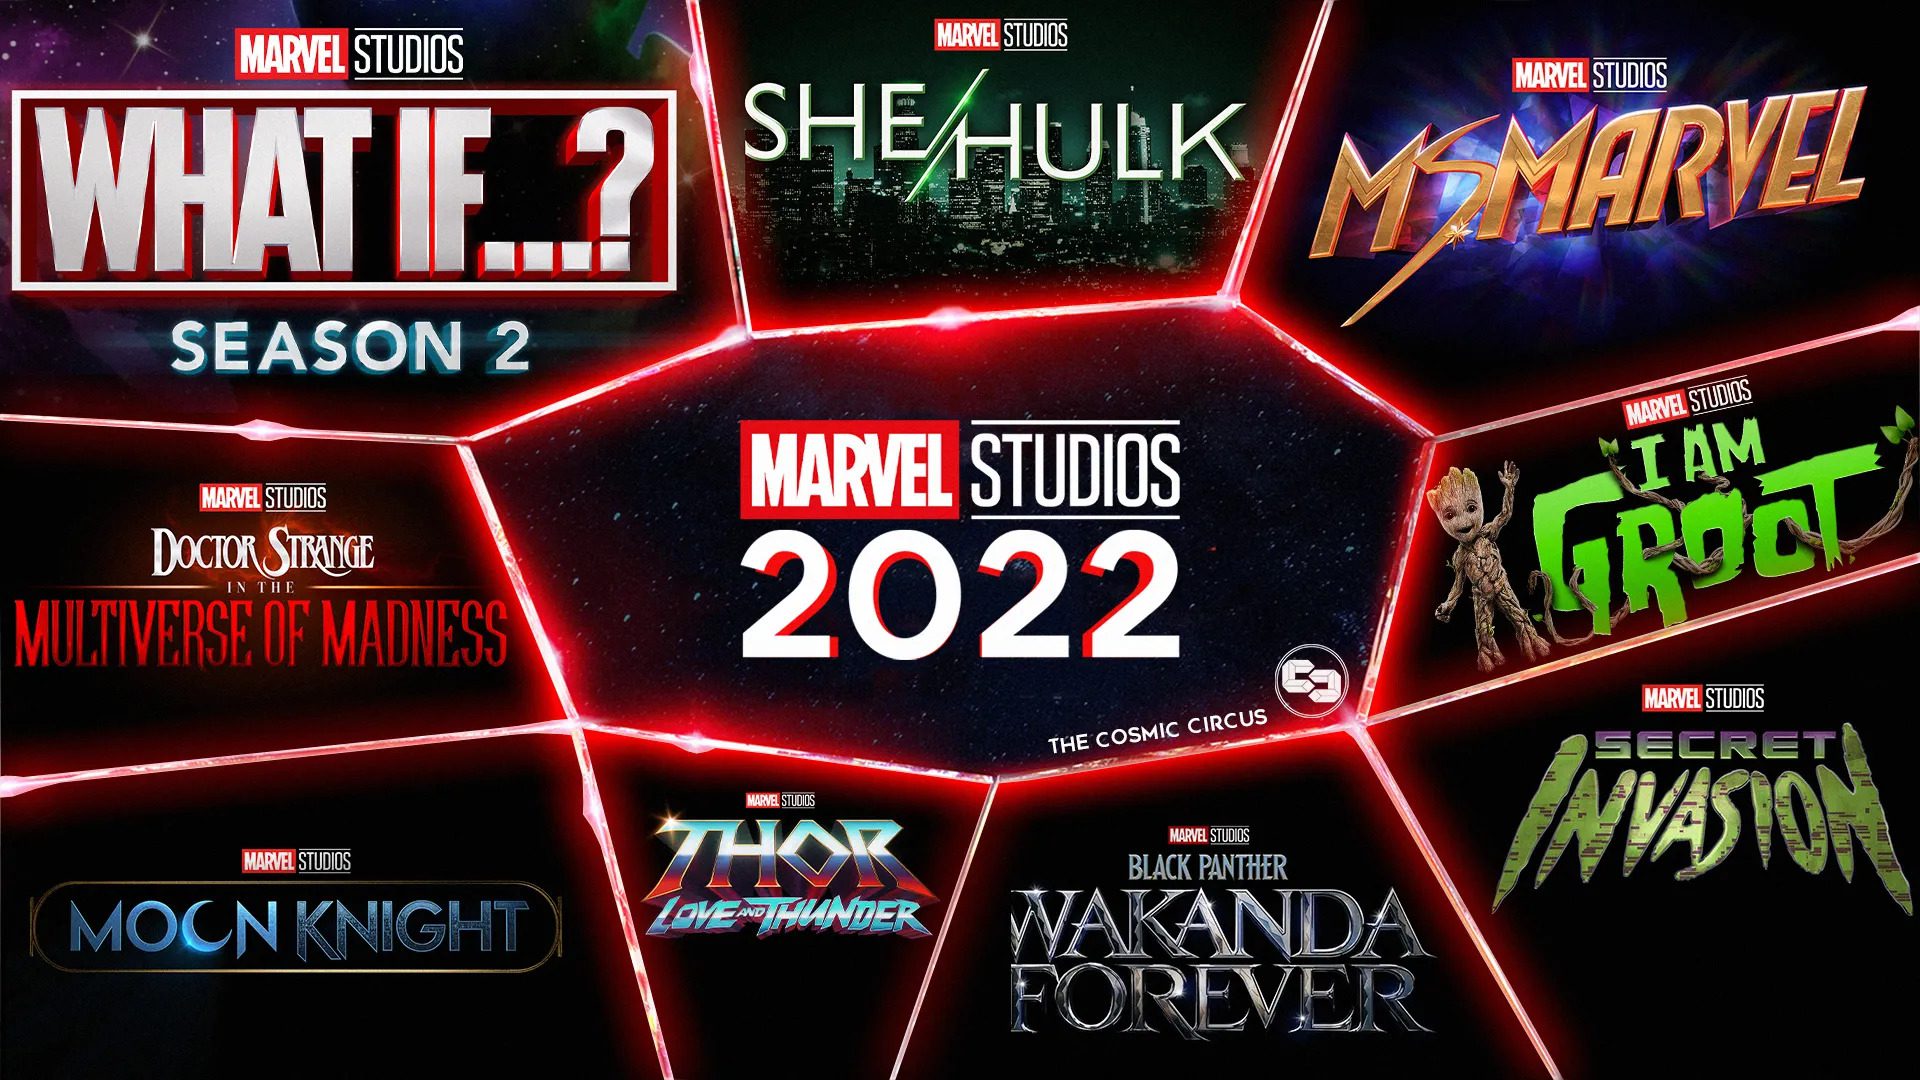 MARVEL STUDIOS
WHAT IF...?
SEASON 2
MARVEL STUDIOS
SHE/HULK
MARVEL STUDIOS
MS MARVEL
MARVEL STUDIOS
DOCTOR STRANGE
IN THE
MULTIVERSE OF MADNESS
MARVEL STUDIOS
2022
THE COSMIC CIRCUS
MARVEL STUDIOS
I AM
GROOT
MARVEL STUDIOS
MOON KNIGHT
MARVEL STUDIOS
THOR
LOVE AND THUNDER
MARVEL STUDIOS
BLACK PANTHER
WAKANDA
FOREVER
MARVEL STUDIOS
SECRET
INVASION